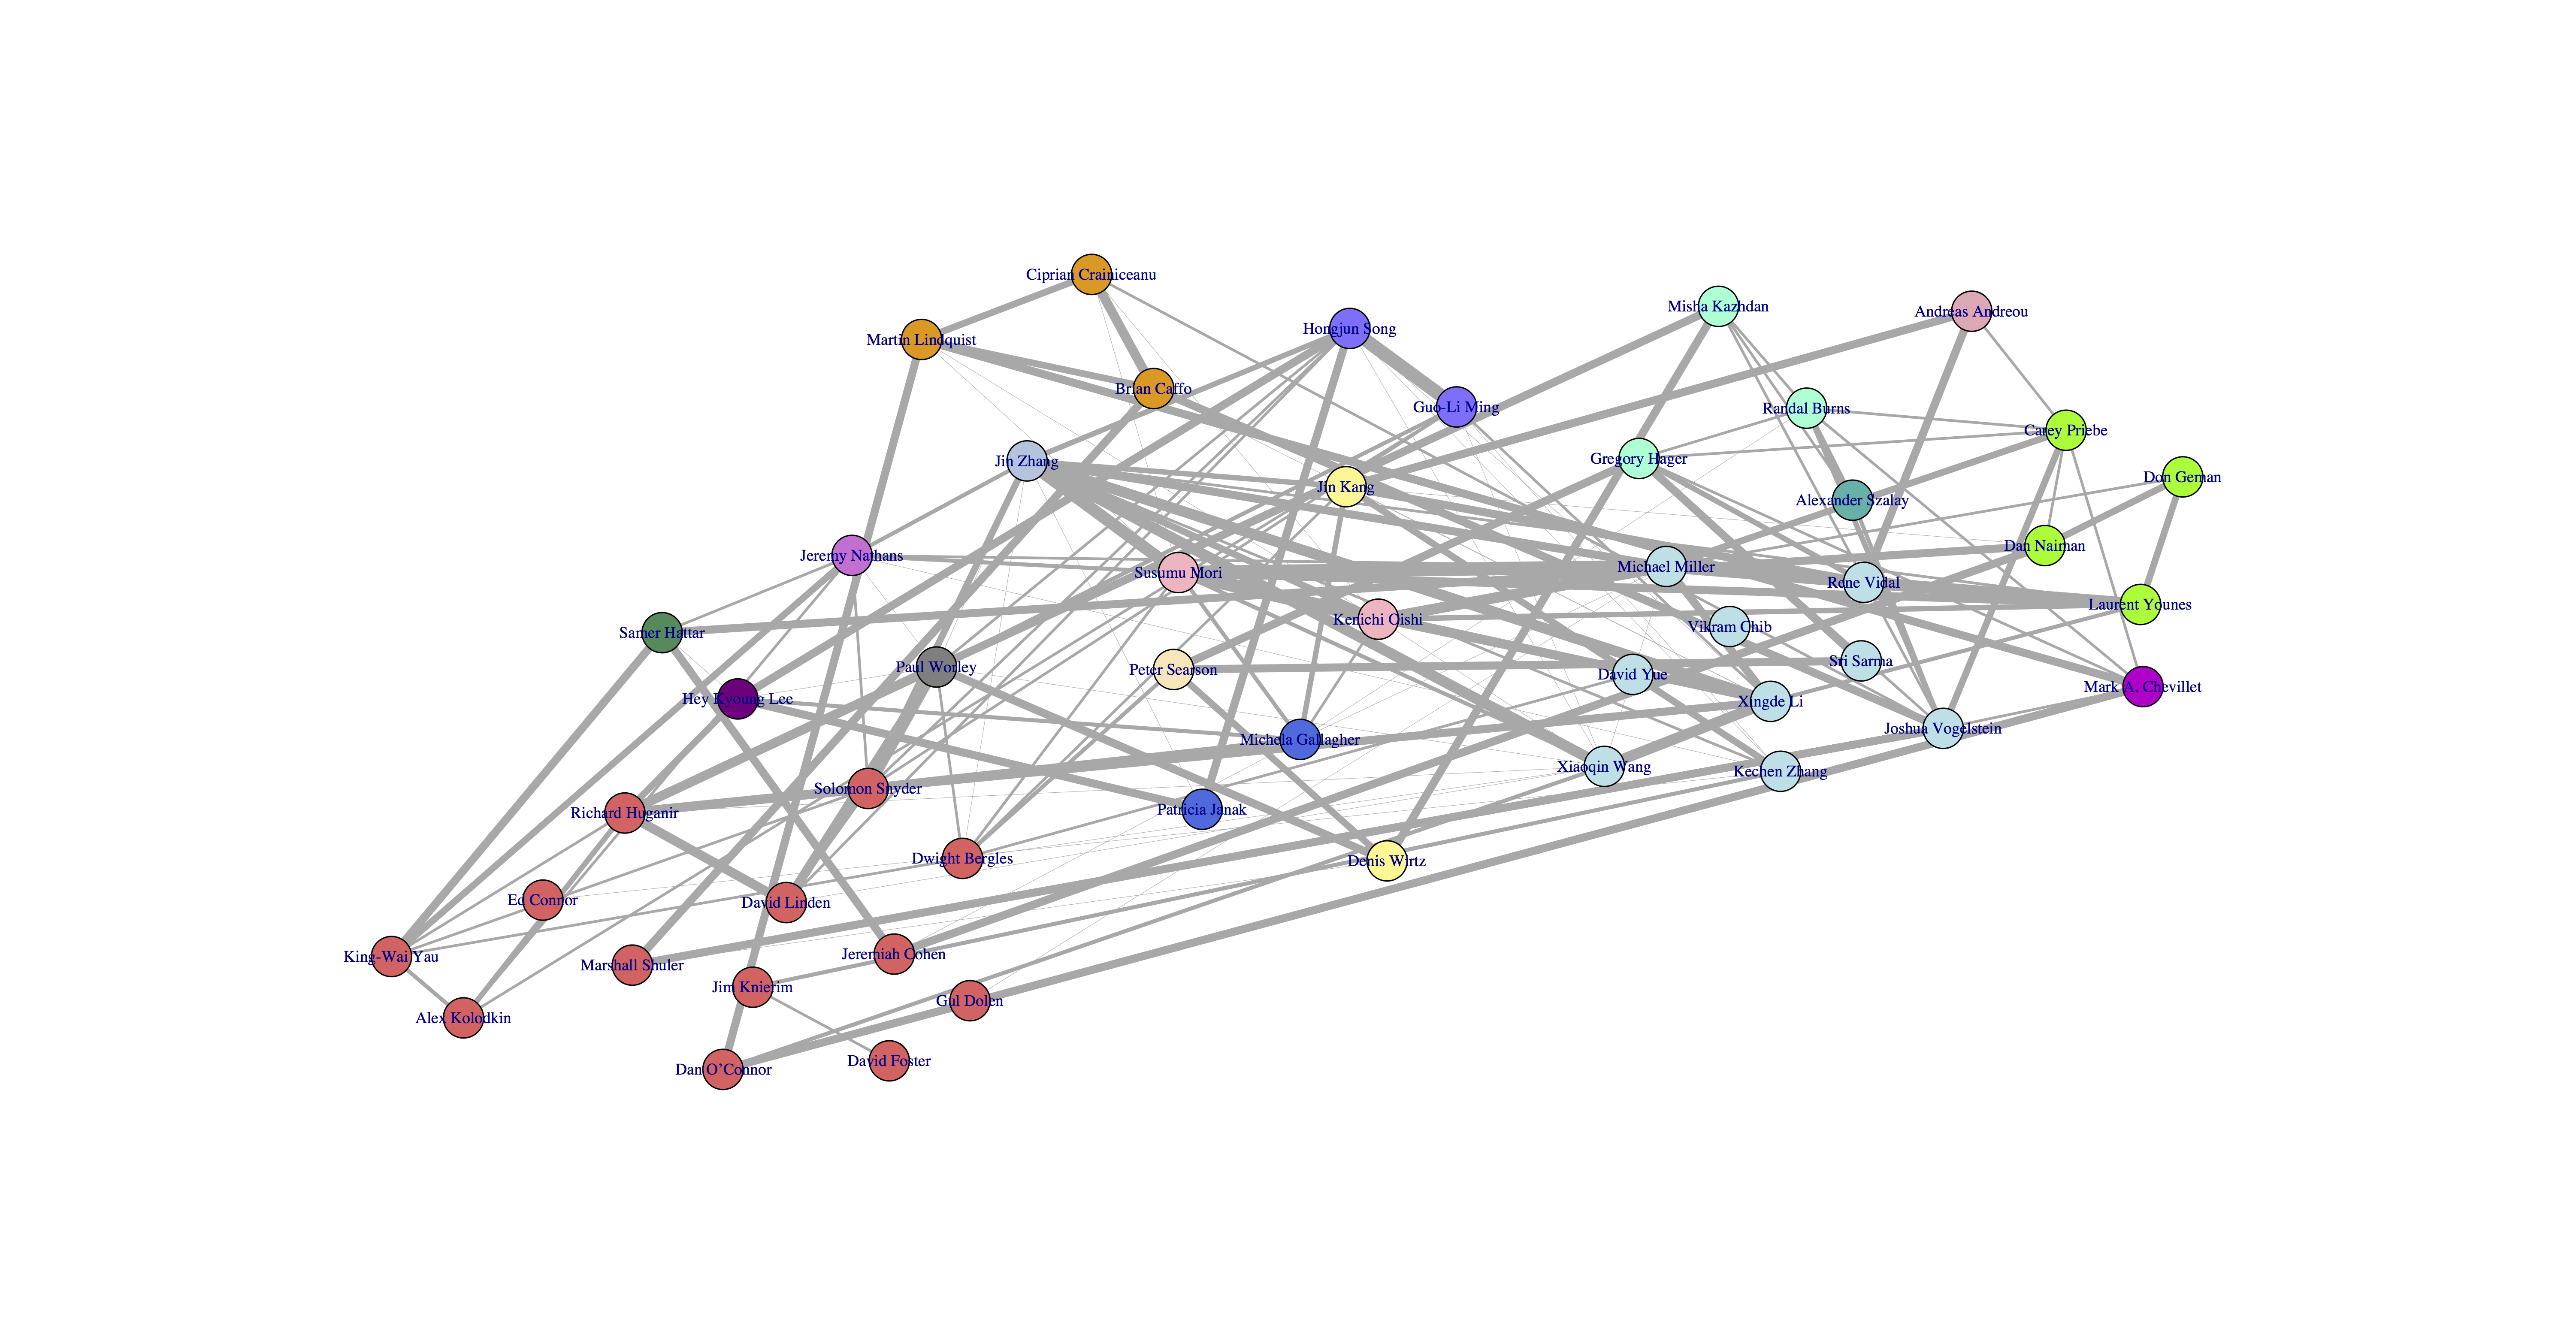 Ciprian Crainiceanu
Misha Kazhdan
Andreas Andreou
Hongjun Song
Martin Lindquist
Brian Caffo
Guo-Li Ming
Randal Burns
Carey Priebe
Jin Zhang
Gregory Hager
Don Geman
Jin Kang
Alexander Szalay
Dan Naiman
Jeremy Nathans
Susumu Mori
Michael Miller
Rene Vidal
Laurent Younes
Kenichi Oishi
Vikram Chib
Samer Hattar
Paul Worley
Peter Searson
Sri Sarma
David Yue
Mark A. Chevillet
Hey Kyoung Lee
Xingde Li
Joshua Vogelstein
Michela Gallagher
Xiaoqin Wang
Kechen Zhang
Solomon Snyder
Richard Huganir
Patricia Janak
Dwight Bergles
Denis Wirtz
Ed Connor
David Linden
King-Wai Yau
Jeremiah Cohen
Marshall Shuler
Jim Knierim
Gul Dolen
Alex Kolodkin
David Foster
Dan O'Connor